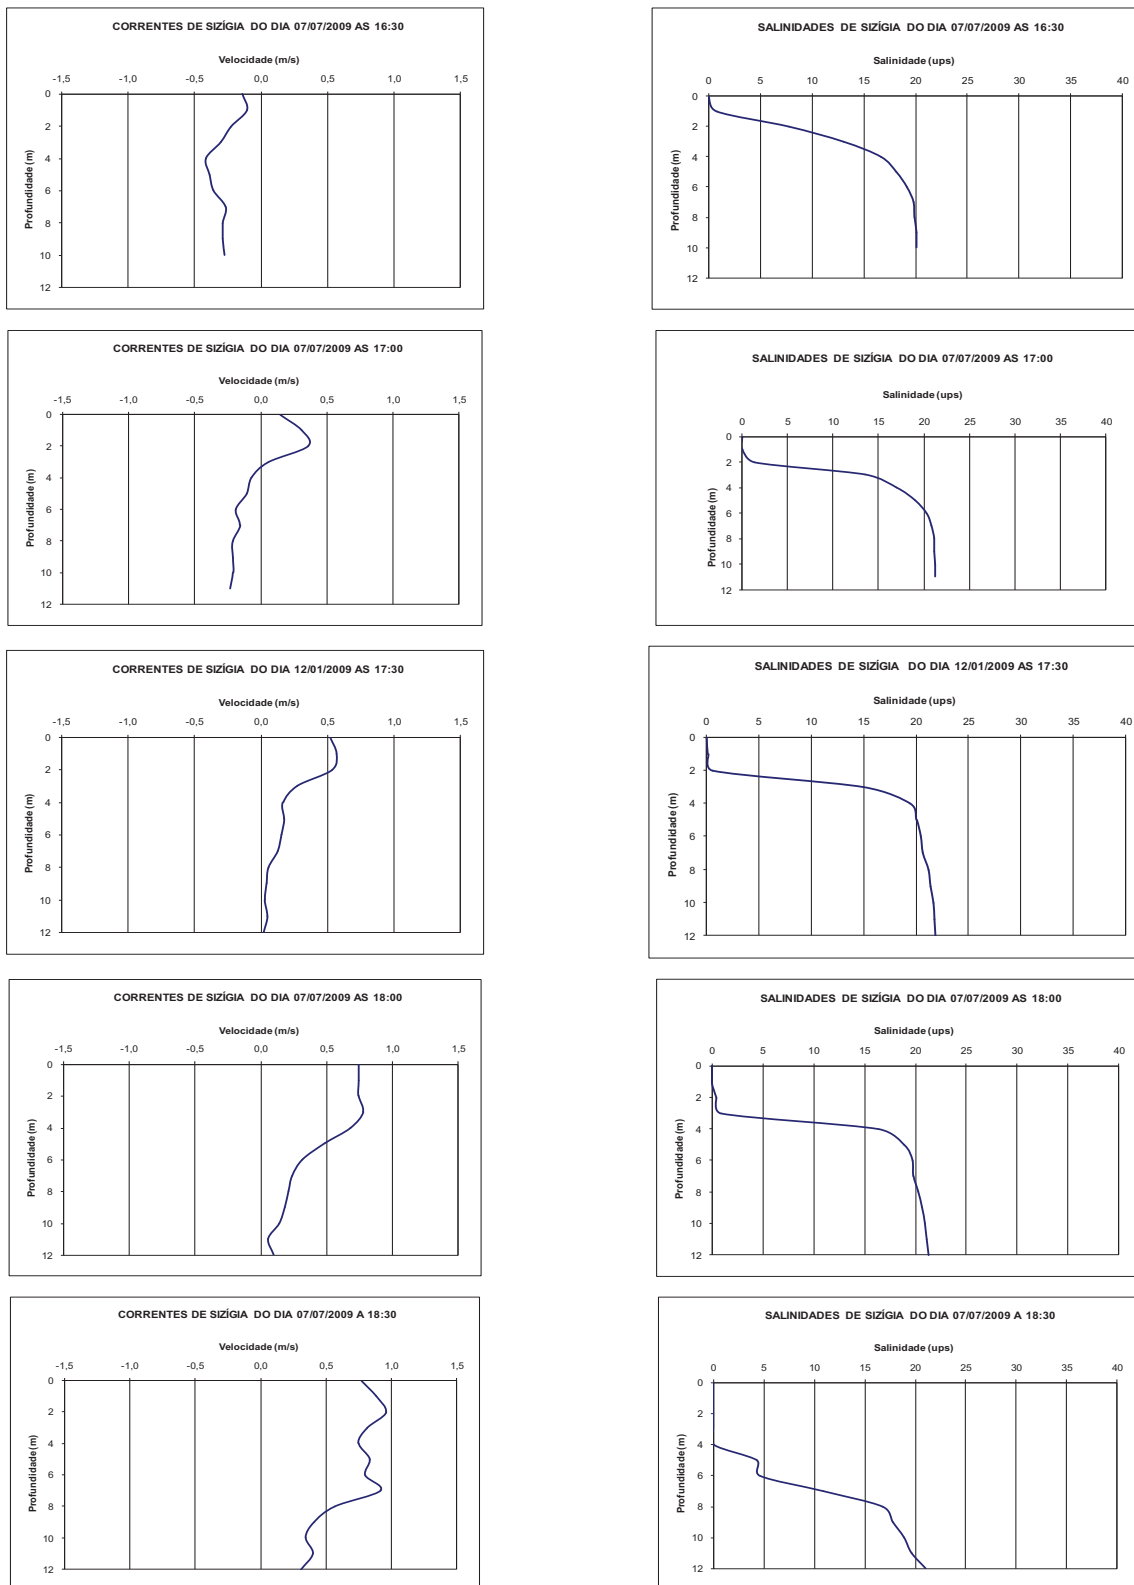 CORRENTES DE SIZÍGIA DO DIA 07/07/2009 AS 16:30
Velocidade (m/s)
-1,5 -1,0 -0,5 0,0 0,5 1,0 1,5
0
2
4
6
8
10
12
Profundidade (m)
SALINIDADES DE SIZÍGIA DO DIA 07/07/2009 AS 16:30
Salinidade (ups)
0 5 10 15 20 25 30 35 40
0
2
4
6
8
10
12
Profundidade (m)
CORRENTES DE SIZÍGIA DO DIA 07/07/2009 AS 17:00
Velocidade (m/s)
-1,5 -1,0 -0,5 0,0 0,5 1,0 1,5
0
2
4
6
8
10
12
Profundidade (m)
SALINIDADES DE SIZÍGIA DO DIA 07/07/2009 AS 17:00
Salinidade (ups)
0 5 10 15 20 25 30 35 40
0
2
4
6
8
10
12
Profundidade (m)
CORRENTES DE SIZÍGIA DO DIA 12/01/2009 AS 17:30
Velocidade (m/s)
-1,5 -1,0 -0,5 0,0 0,5 1,0 1,5
0
2
4
6
8
10
12
Profundidade (m)
SALINIDADES DE SIZÍGIA DO DIA 12/01/2009 AS 17:30
Salinidade (ups)
0 5 10 15 20 25 30 35 40
0
2
4
6
8
10
12
Profundidade (m)
CORRENTES DE SIZÍGIA DO DIA 07/07/2009 AS 18:00
Velocidade (m/s)
-1,5 -1,0 -0,5 0,0 0,5 1,0 1,5
0
2
4
6
8
10
12
Profundidade (m)
SALINIDADES DE SIZÍGIA DO DIA 07/07/2009 AS 18:00
Salinidade (ups)
0 5 10 15 20 25 30 35 40
0
2
4
6
8
10
12
Profundidade (m)
CORRENTES DE SIZÍGIA DO DIA 07/07/2009 A 18:30
Velocidade (m/s)
-1,5 -1,0 -0,5 0,0 0,5 1,0 1,5
0
2
4
6
8
10
12
Profundidade (m)
SALINIDADES DE SIZÍGIA DO DIA 07/07/2009 A 18:30
Salinidade (ups)
0 5 10 15 20 25 30 35 40
0
2
4
6
8
10
12
Profundidade (m)